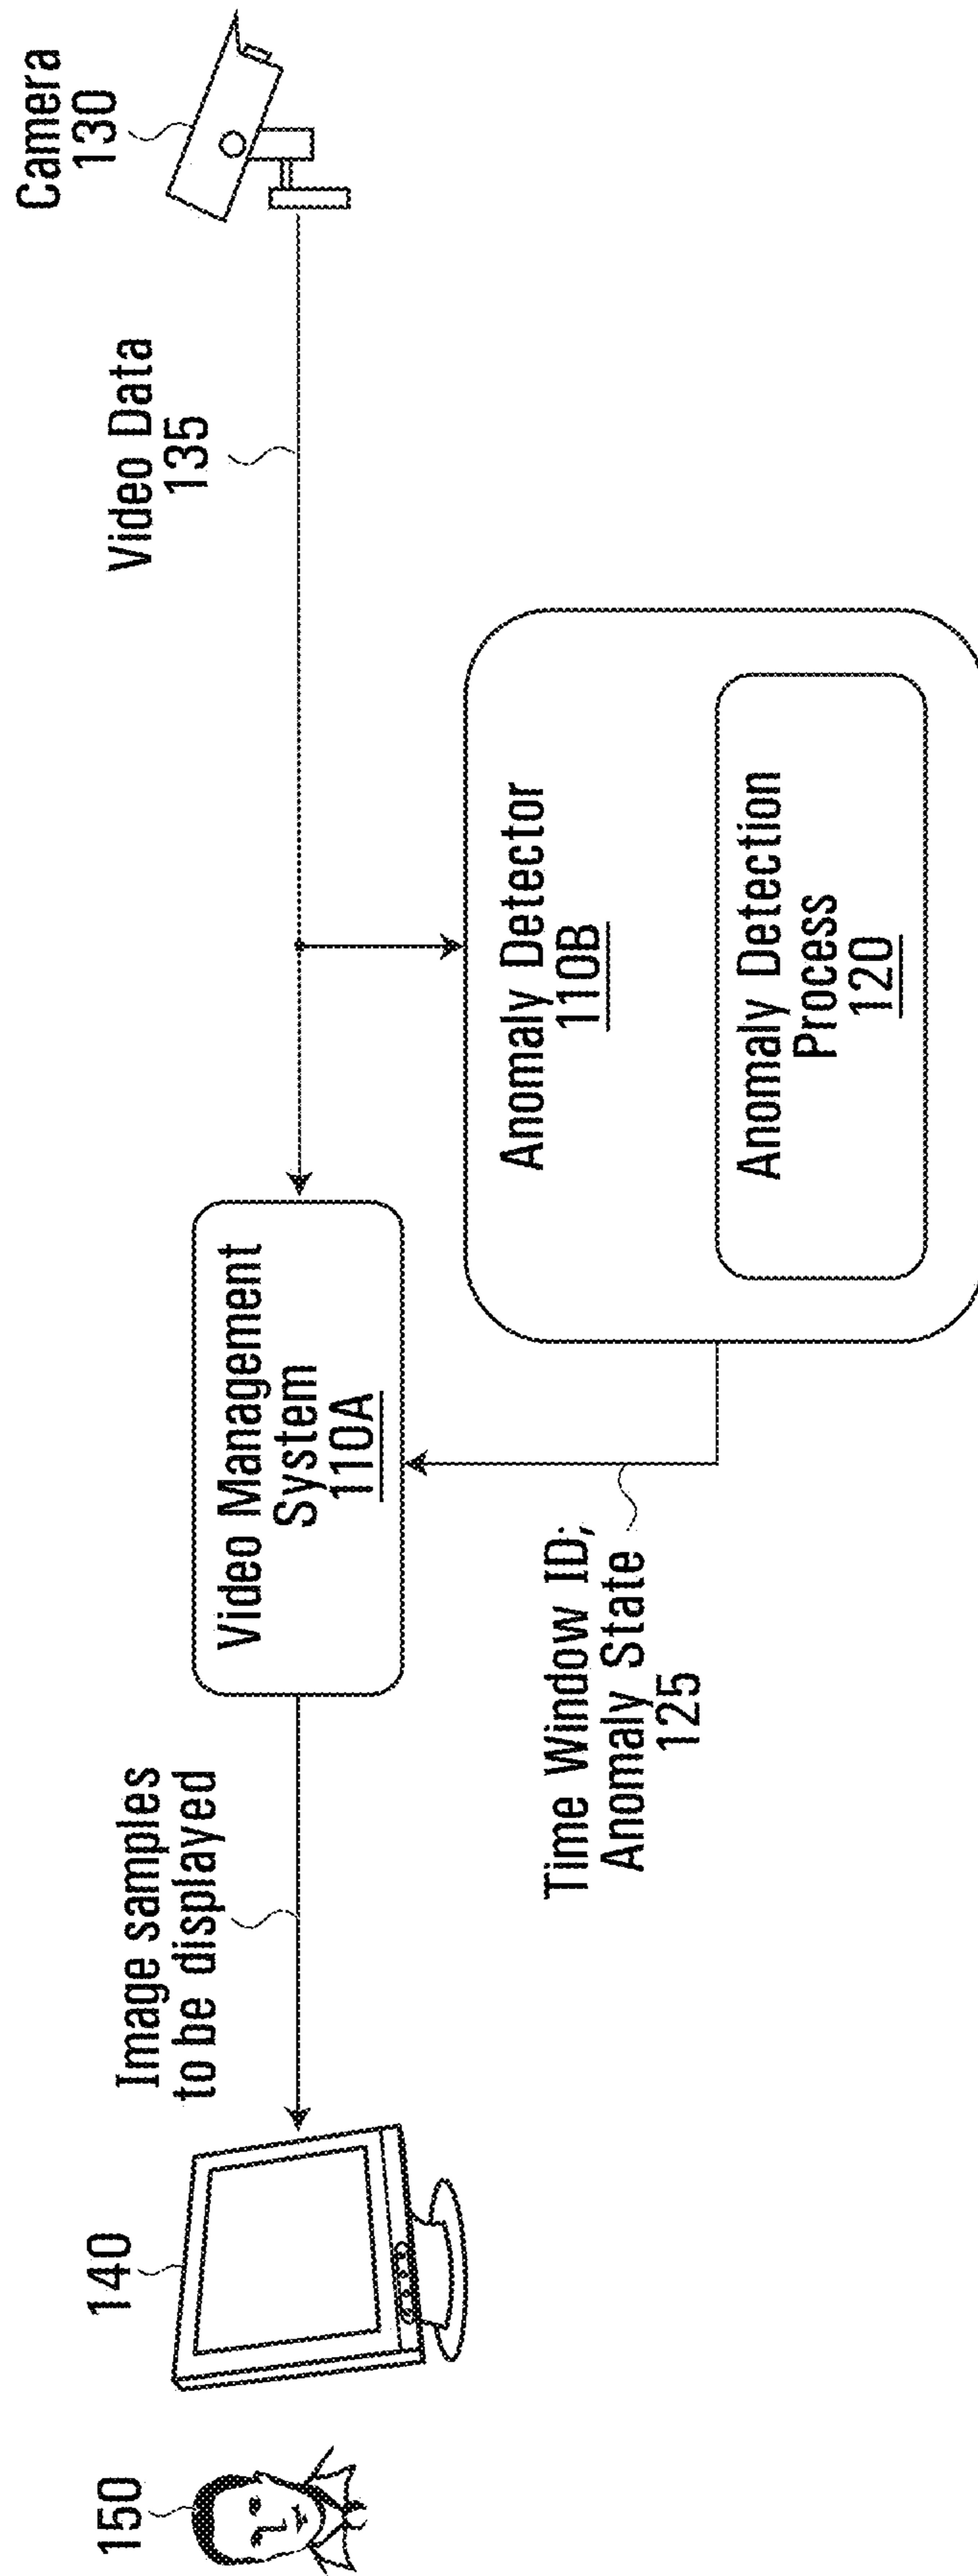 150
140
Image samples
to be displayed
Video Management
System
110A
Time Window ID;
Anomaly State
125
Video Data
135
Camera
130
Anomaly Detector
110B
Anomaly Detection
Process
120